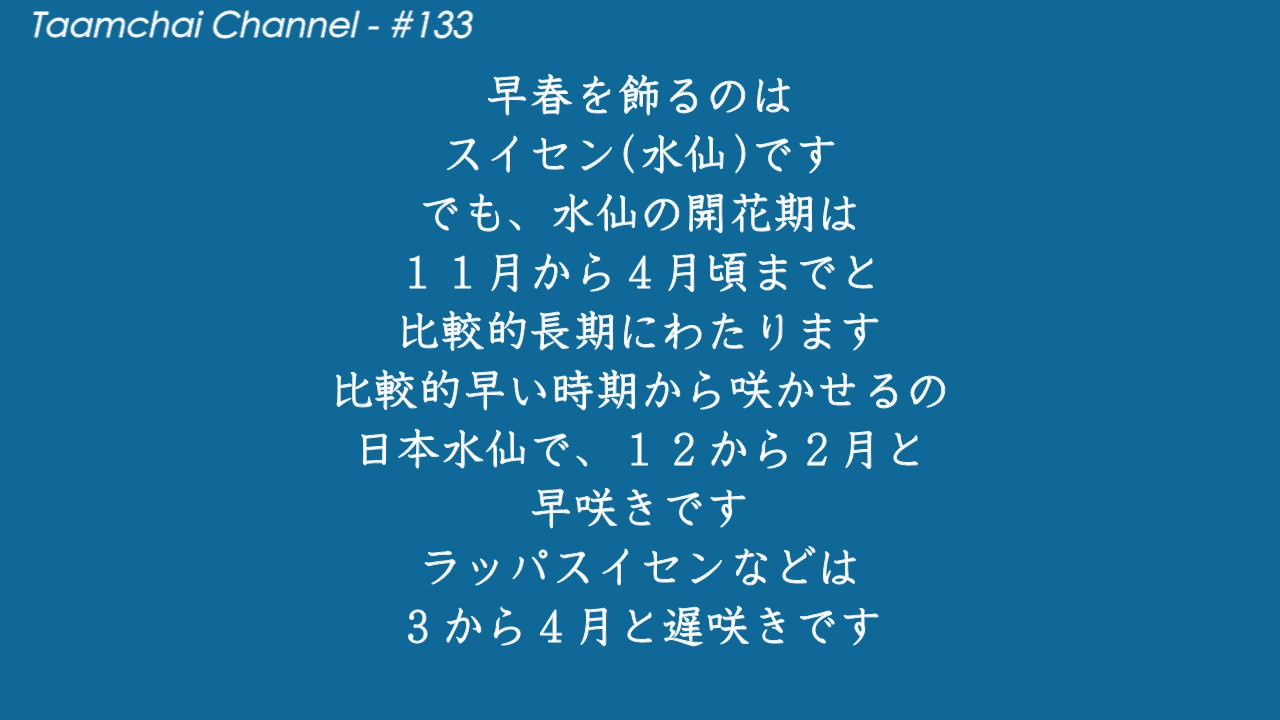 Taamchai Channel - #133
早春を飾るのは
スイセン(水仙)です
でも、水仙の開花期は
１１月から４月頃までと
比較的長期にわたります
比較的早い時期から咲かせるの
日本水仙で、１２から２月と
早咲きです
ラッパスイセンなどは
３から４月と遅咲きです